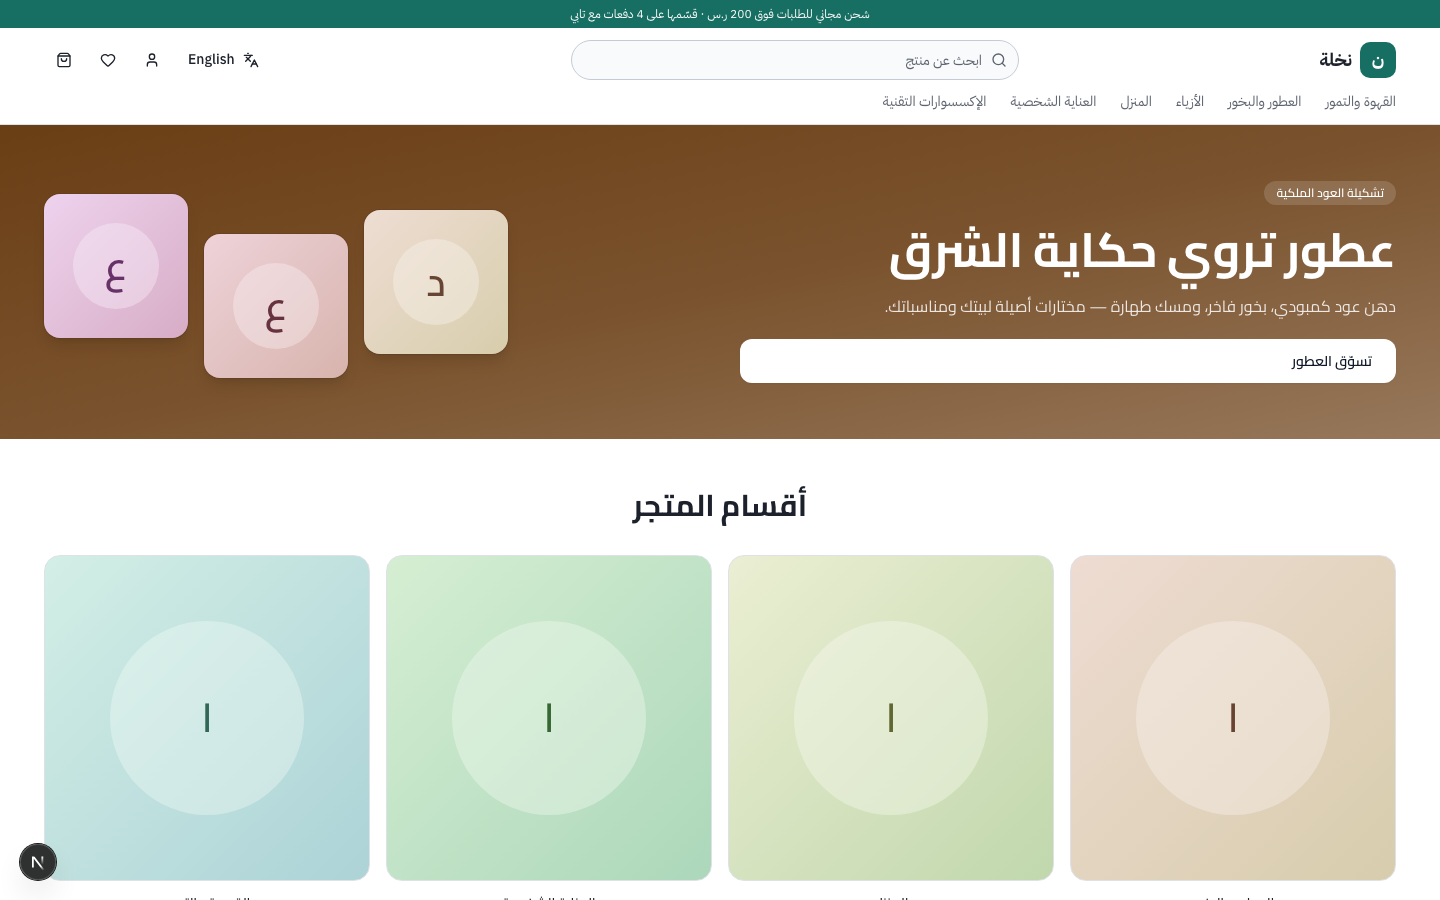 شحن مجاني للطلبات فوق 200 ر.س · قسّمها على 4 دفعات مع تابي
ن نخلة
ابحث عن منتج
English
القهوة والتمور العطور والبخور الأزياء المنزل العناية الشخصية الإكسسوارات التقنية
تشكيلة العود الملكية
عطور تروي حكاية الشرق
دهن عود كمبودي، بخور فاخر، ومسك طهارة — مختارات أصيلة لبيتك ومناسباتك.
تسوّق العطور
د ع ع
أقسام المتجر
ا ا ا ا
N